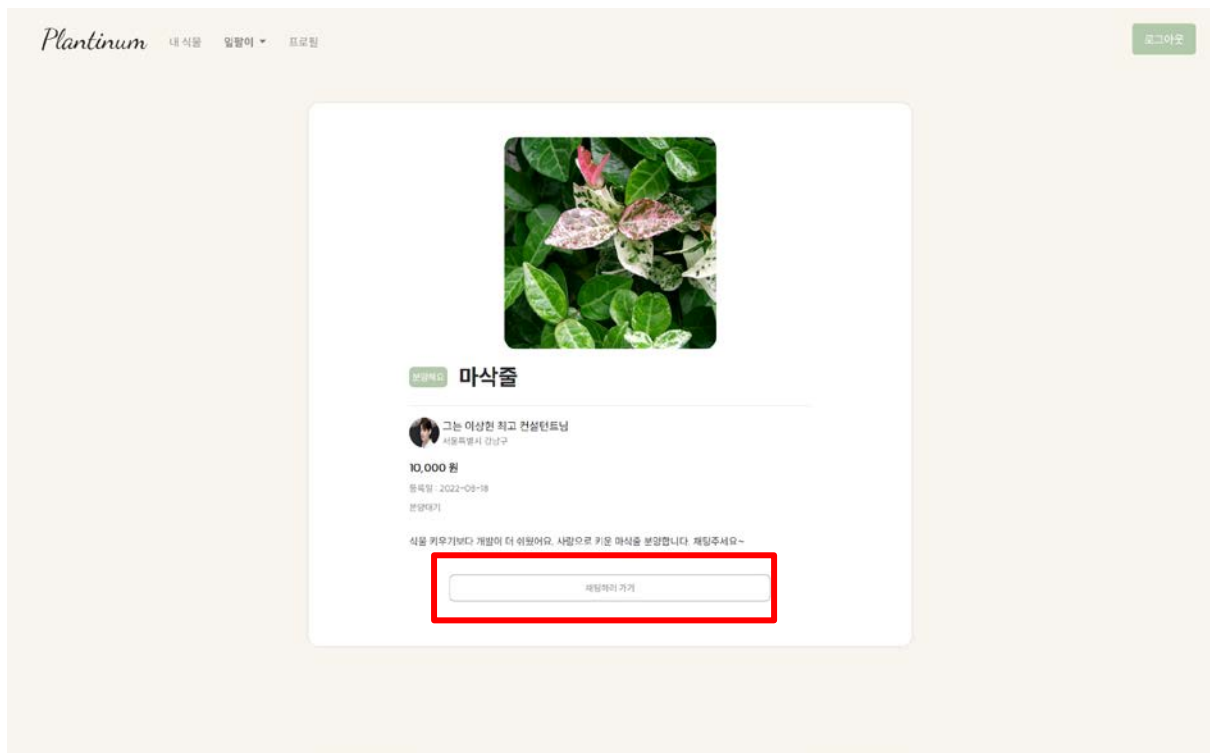 Plantinum 내 식물 잎팔이 프로필 로그아웃
분양해요 마삭줄
그는 이상헌 최고 컨설턴트님
서울특별시 강남구
10,000 원
등록일 : 2022-08-18
분양대기
식물 키우기보다 개발이 더 쉬웠어요. 사랑으로 키운 마삭줄 분양합니다. 채팅주세요~
채팅하러 가기